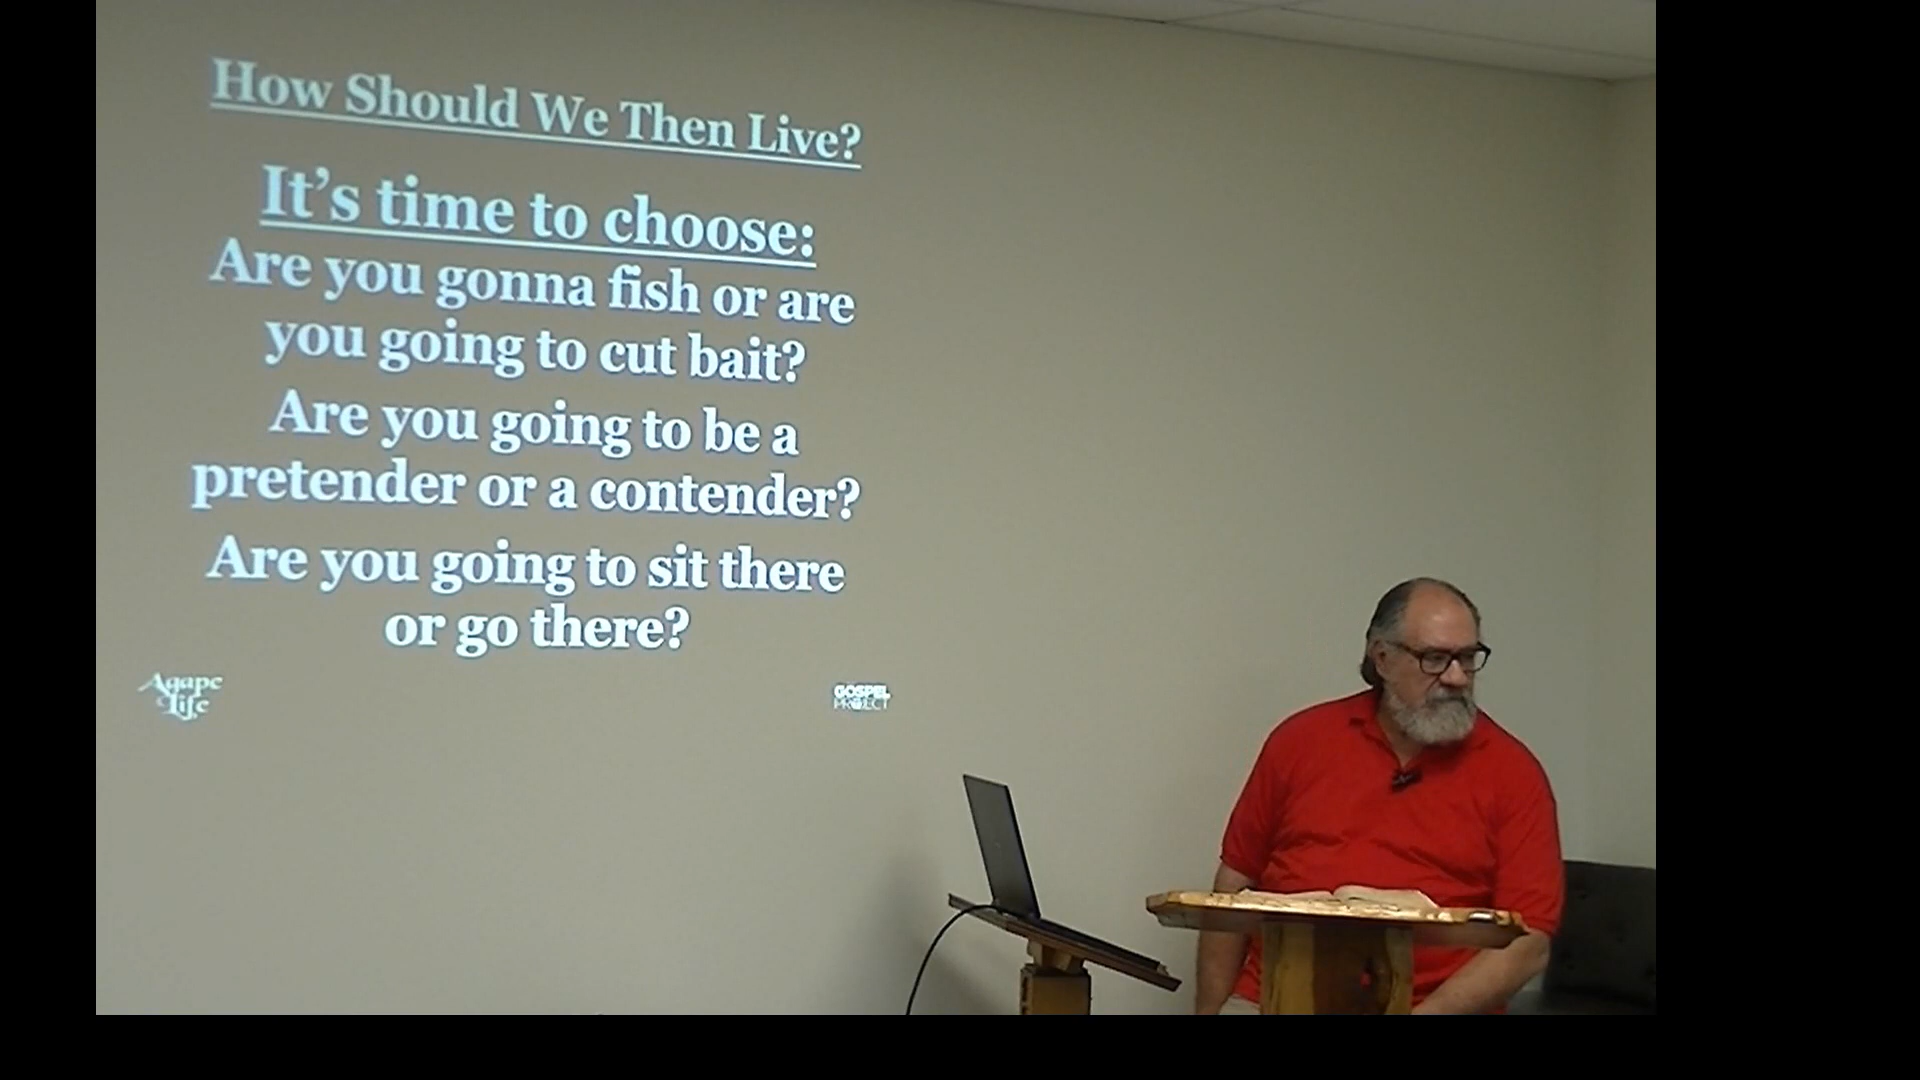 How Should We Then Live?
It's time to choose:
Are you gonna fish or are
you going to cut bait?
Are you going to be a
pretender or a contender?
Are you going to sit there
or go there?
Agape
Life
GOSPEL
PROJECT